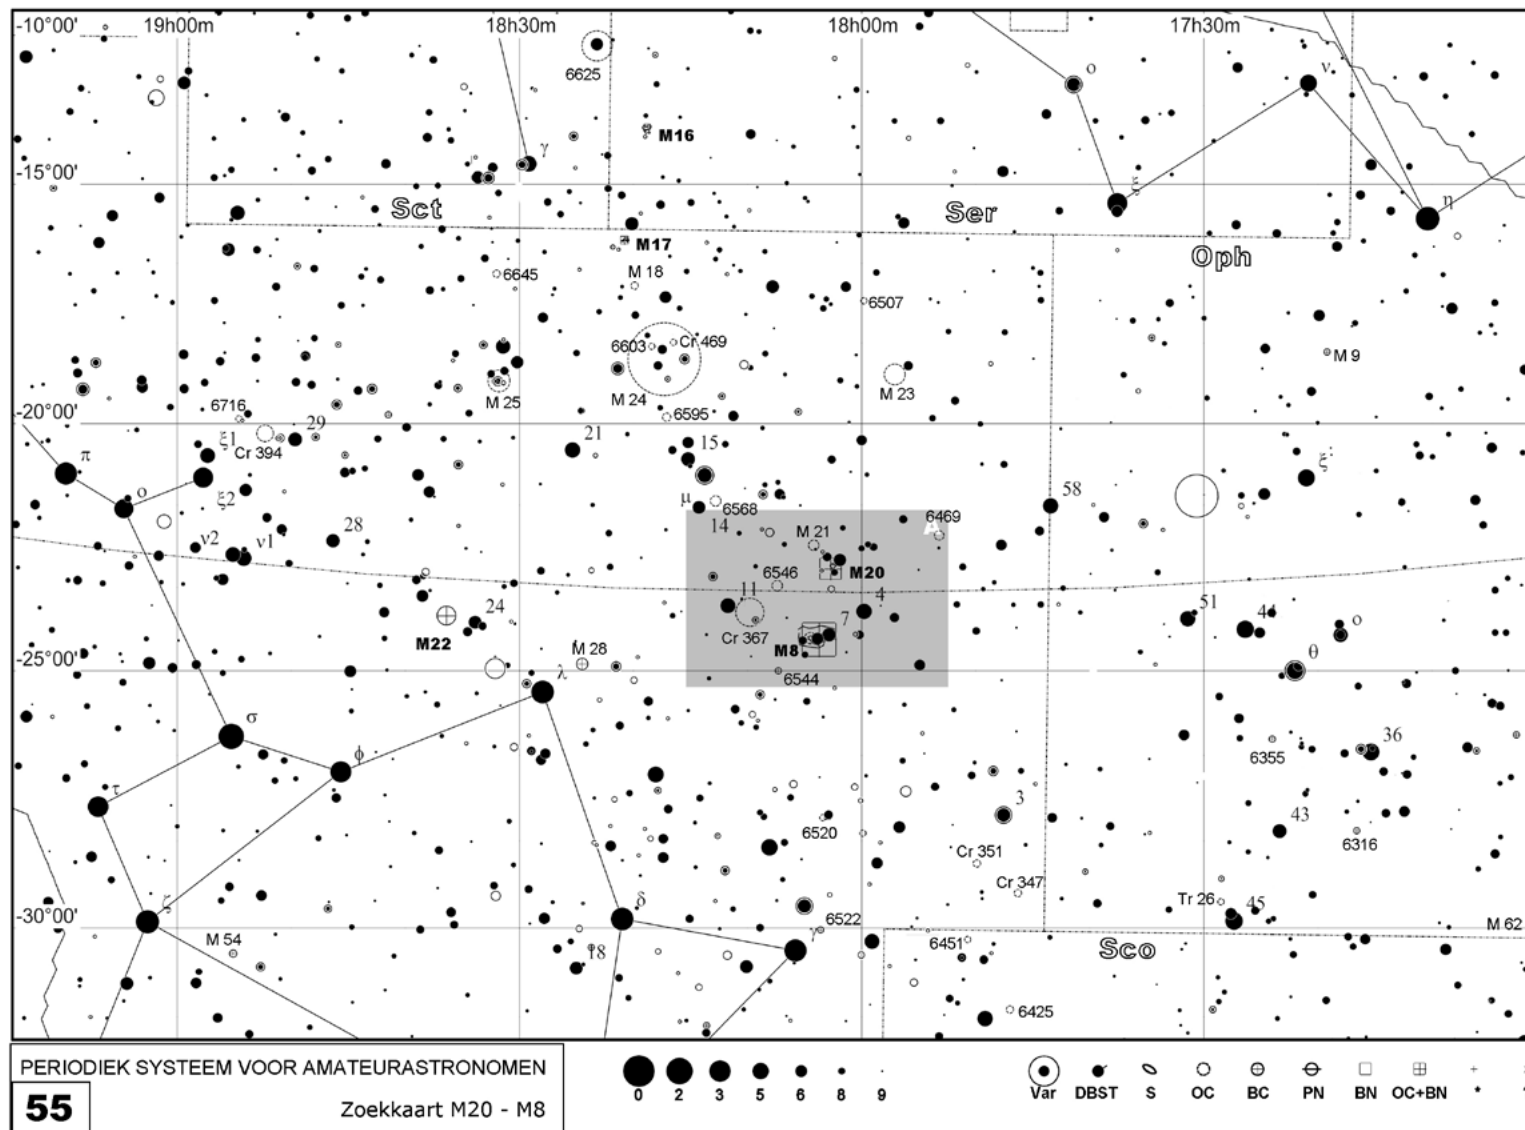 -10°00' 19h00m 18h30m 18h00m 17h30m
6625 ο ν
M16
γ
-15°00' ξ η
Sct Ser
M17 Oph
M 18
6645
6507
6603 Cr 469 M 9
M 25 M 24 M 23
-20°00' 6716 6595
29 21 15
ξ1 Cr 394 ξ
π ο ξ2 μ 6568 58
14 6469
28 M 21 A
ν2 ν1 M20
6546
11 4 51 44 ο
24 7
M22 Cr 367 M8
M 28 θ
-25°00' λ 6544
σ 36
φ 6355
τ 3 43
6520 6316
Cr 351
Cr 347
ζ δ Tr 26 45
-30°00' 6522 M 62
M 54 18 γ 6451 Sco
6425
PERIODIEK SYSTEEM VOOR AMATEURASTRONOMEN
55 Zoekkaart M20 - M8
0 2 3 5 6 8 9
Var DBST S OC BC PN BN OC+BN *